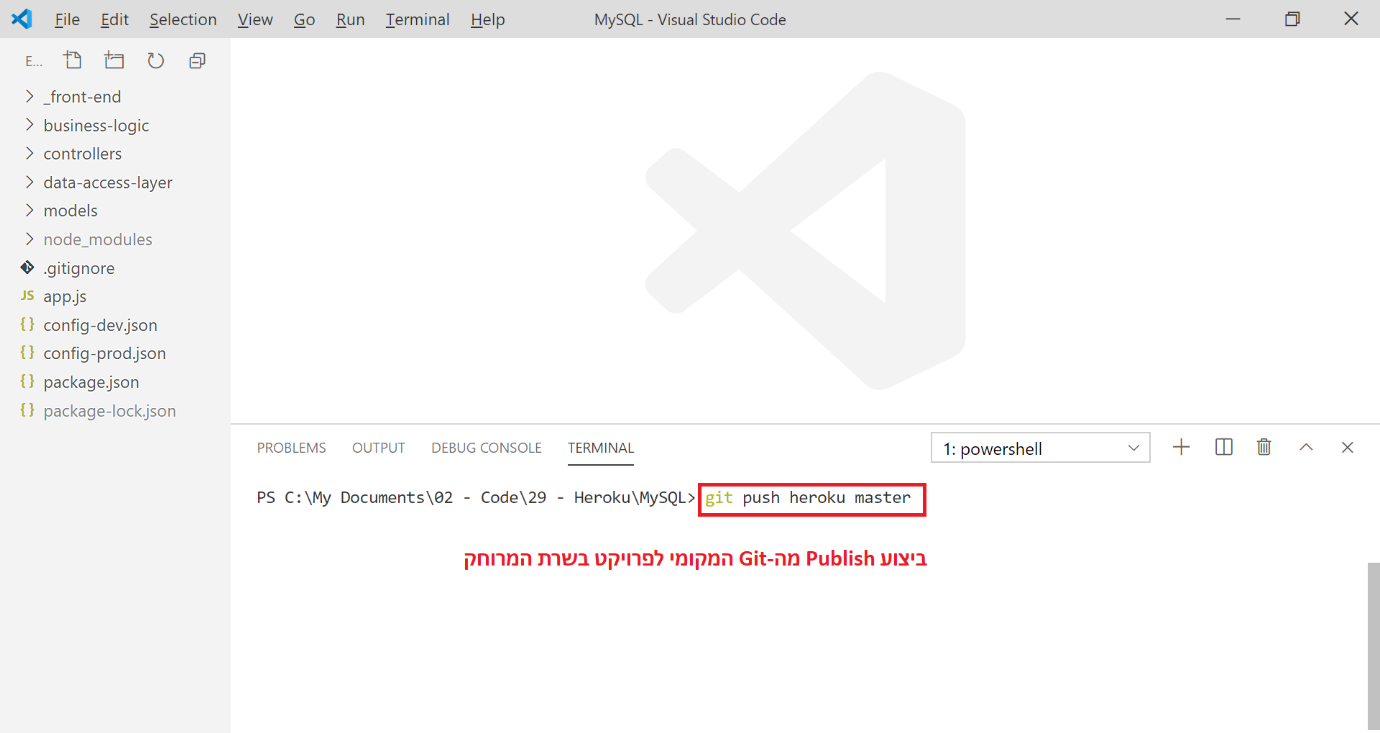 File Edit Selection View Go Run Terminal Help MySQL - Visual Studio Code
E...
_front-end
business-logic
controllers
data-access-layer
models
node_modules
.gitignore
JS app.js
{ } config-dev.json
{ } config-prod.json
{ } package.json
{ } package-lock.json
PROBLEMS OUTPUT DEBUG CONSOLE TERMINAL 1: powershell
PS C:\My Documents\02 - Code\29 - Heroku\MySQL> git push heroku master
ביצוע Publish מה-Git המקומי לפרויקט בשרת המרוחק